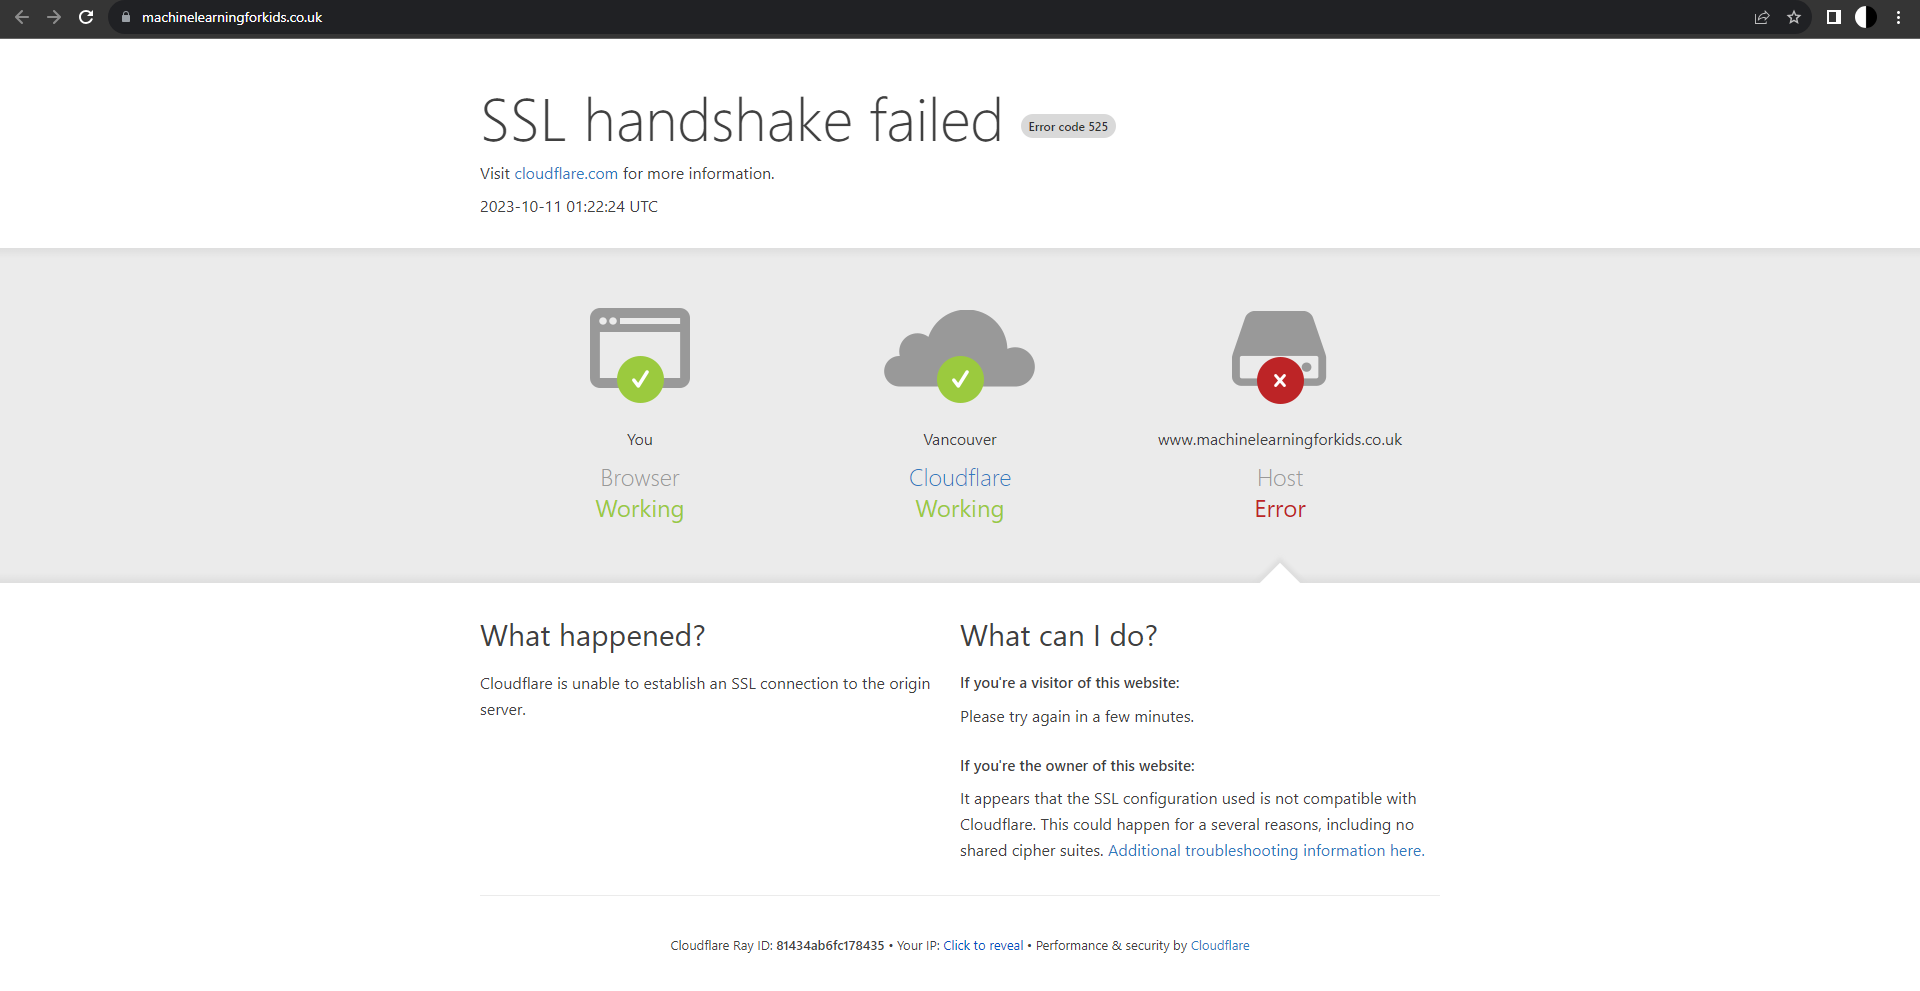 machinelearningforkids.co.uk
SSL handshake failed Error code 525
Visit cloudflare.com for more information.
2023-10-11 01:22:24 UTC
You
Browser
Working
Vancouver
Cloudflare
Working
www.machinelearningforkids.co.uk
Host
Error
What happened?
Cloudflare is unable to establish an SSL connection to the origin
server.
What can I do?
If you're a visitor of this website:
Please try again in a few minutes.
If you're the owner of this website:
It appears that the SSL configuration used is not compatible with
Cloudflare. This could happen for a several reasons, including no
shared cipher suites. Additional troubleshooting information here.
Cloudflare Ray ID: 81434ab6fc178435 • Your IP: Click to reveal • Performance & security by Cloudflare